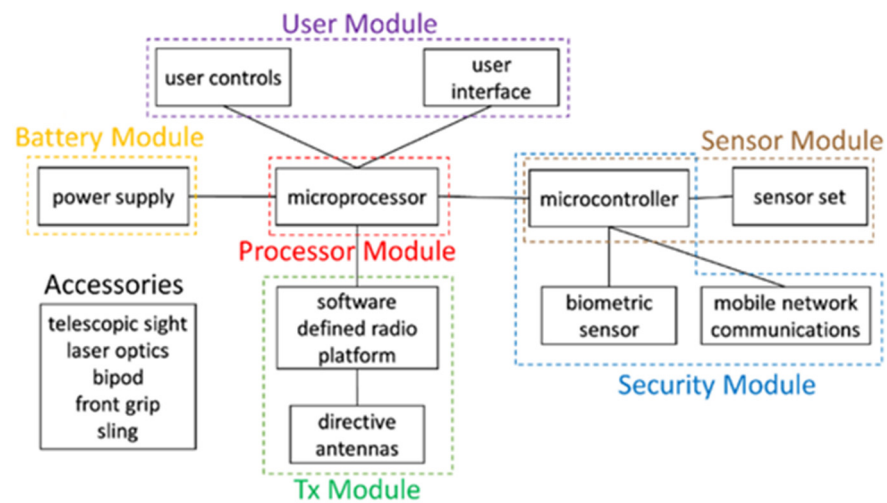 User Module
user controls
user
interface
Battery Module
Sensor Module
power supply
microprocessor
microcontroller
sensor set
Processor Module
Accessories
telescopic sight
laser optics
bipod
front grip
sling
software
defined radio
platform
biometric
sensor
mobile network
communications
Security Module
directive
antennas
Tx Module